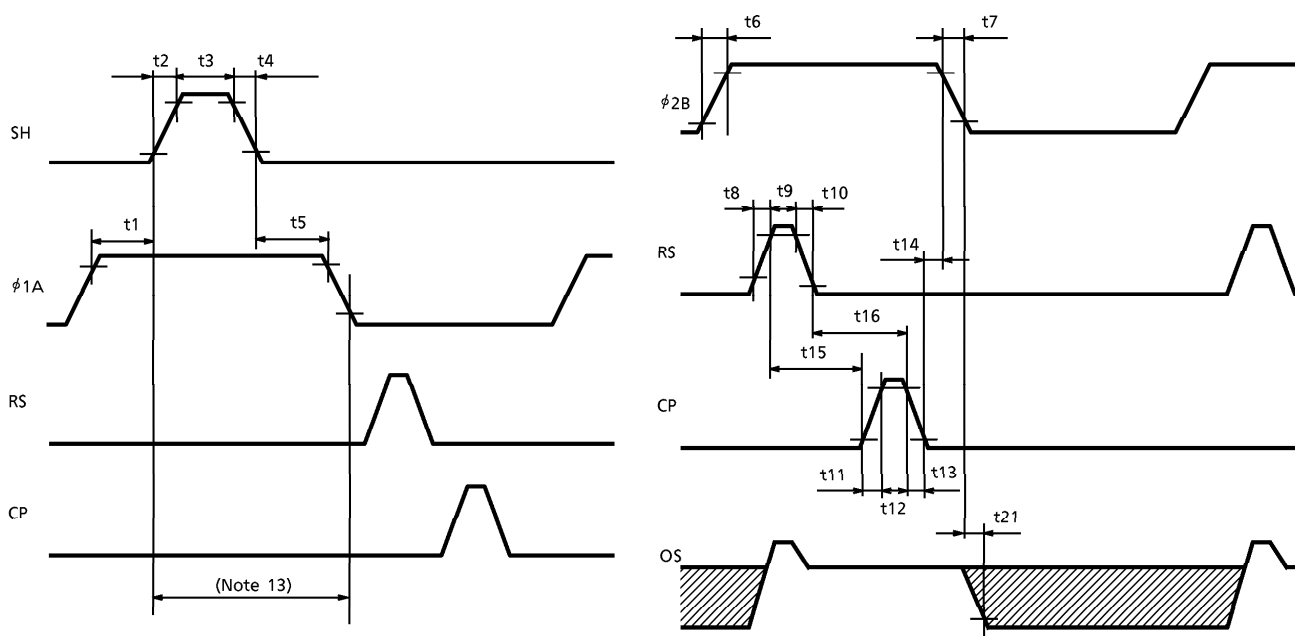 t2 t3 t4
SH
t1 t5
ϕ1A
RS
CP
(Note 13)
t6 t7
ϕ2B
t8 t9 t10
RS
t14
t16
t15
CP
t11 t13
t12
t21
OS